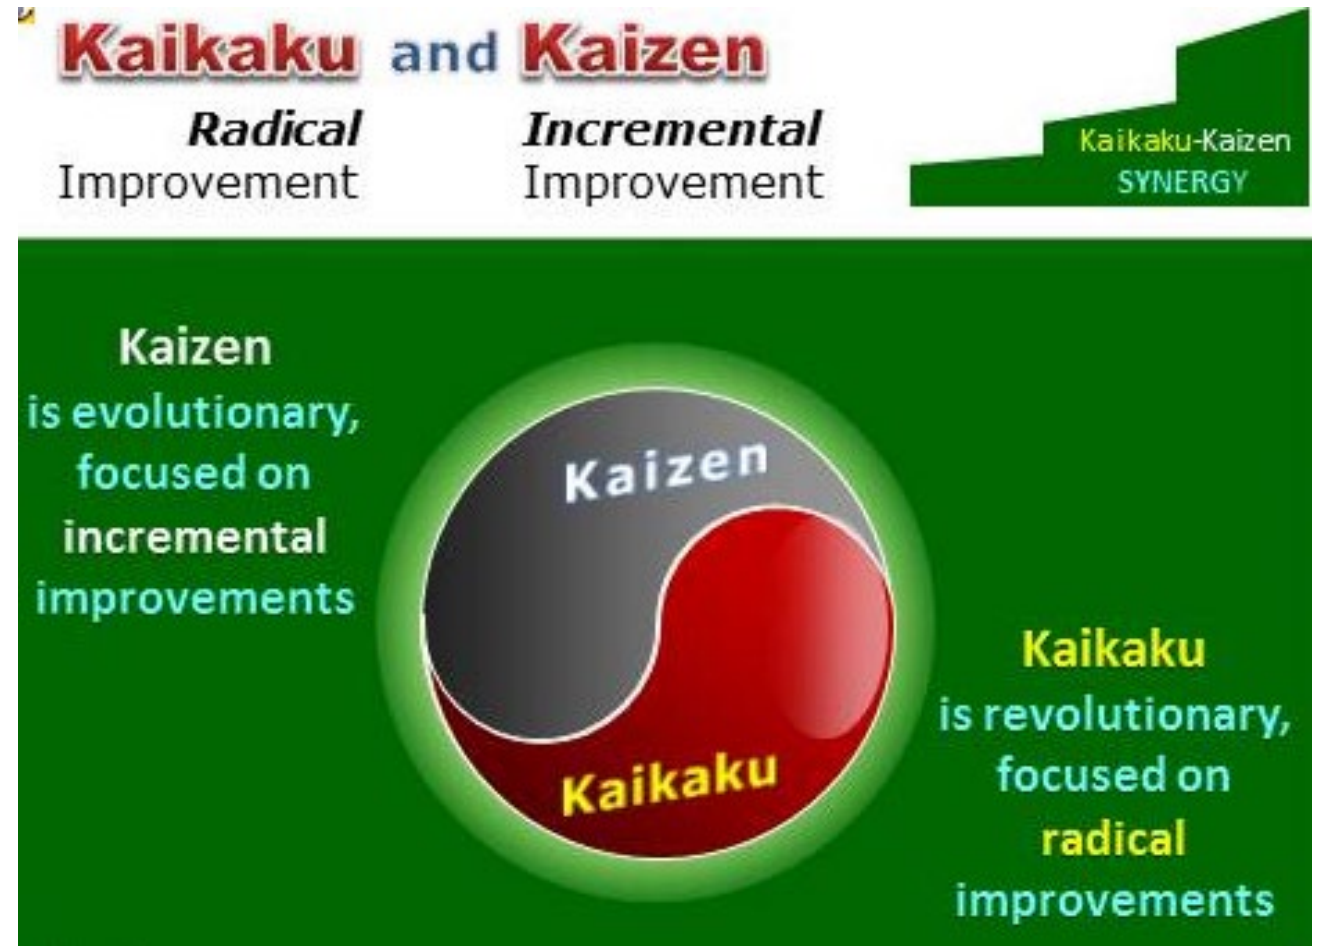 Kaikaku and Kaizen
Radical
Improvement
Incremental
Improvement
Kaikaku-Kaizen
SYNERGY
Kaizen
is evolutionary,
focused on
incremental
improvements
Kaizen
Kaikaku
Kaikaku
is revolutionary,
focused on
radical
improvements